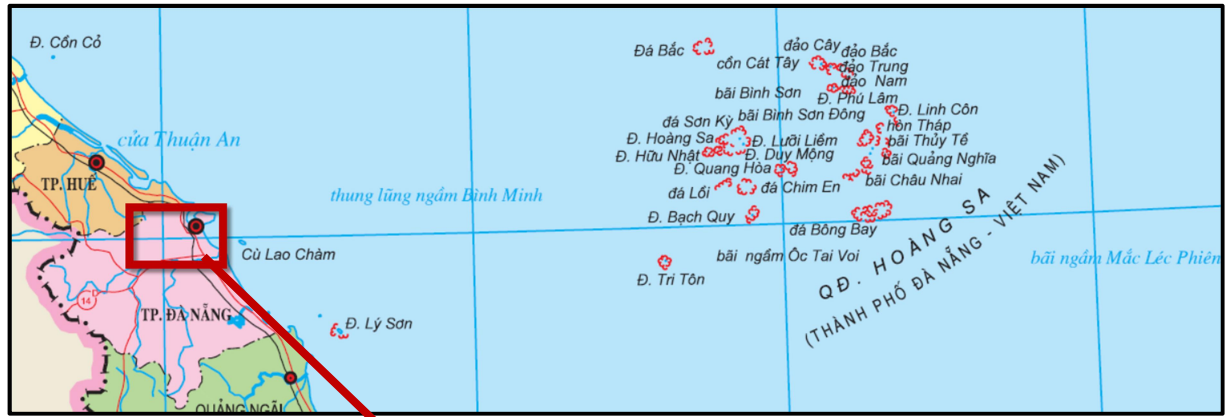 Đ. Cồn Cỏ
cửa Thuận An
TP. HUẾ
thung lũng ngầm Bình Minh
Cù Lao Chàm
14
TP. ĐÀ NẴNG
Đ. Lý Sơn
QUẢNG NGÃI
Đá Bắc
đảo Cây
đảo Bắc
cồn Cát Tây
đảo Trung
đảo Nam
bãi Bình Sơn
Đ. Phú Lâm
Đ. Linh Côn
bãi Bình Sơn Đông
đá Sơn Kỳ
hòn Tháp
Đ. Hoàng Sa
Đ. Lưỡi Liềm
bãi Thủy Tề
Đ. Hữu Nhật
Đ. Duy Mộng
bãi Quảng Nghĩa
Đ. Quang Hòa
bãi Châu Nhai
đá Lồi
đá Chim En
Đ. Bạch Quy
đá Bông Bay
bãi ngầm Ốc Tai Voi
Đ. Tri Tôn
QĐ. HOÀNG SA
(THÀNH PHỐ ĐÀ NẴNG - VIỆT NAM)
bãi ngầm Mắc Léc Phiên